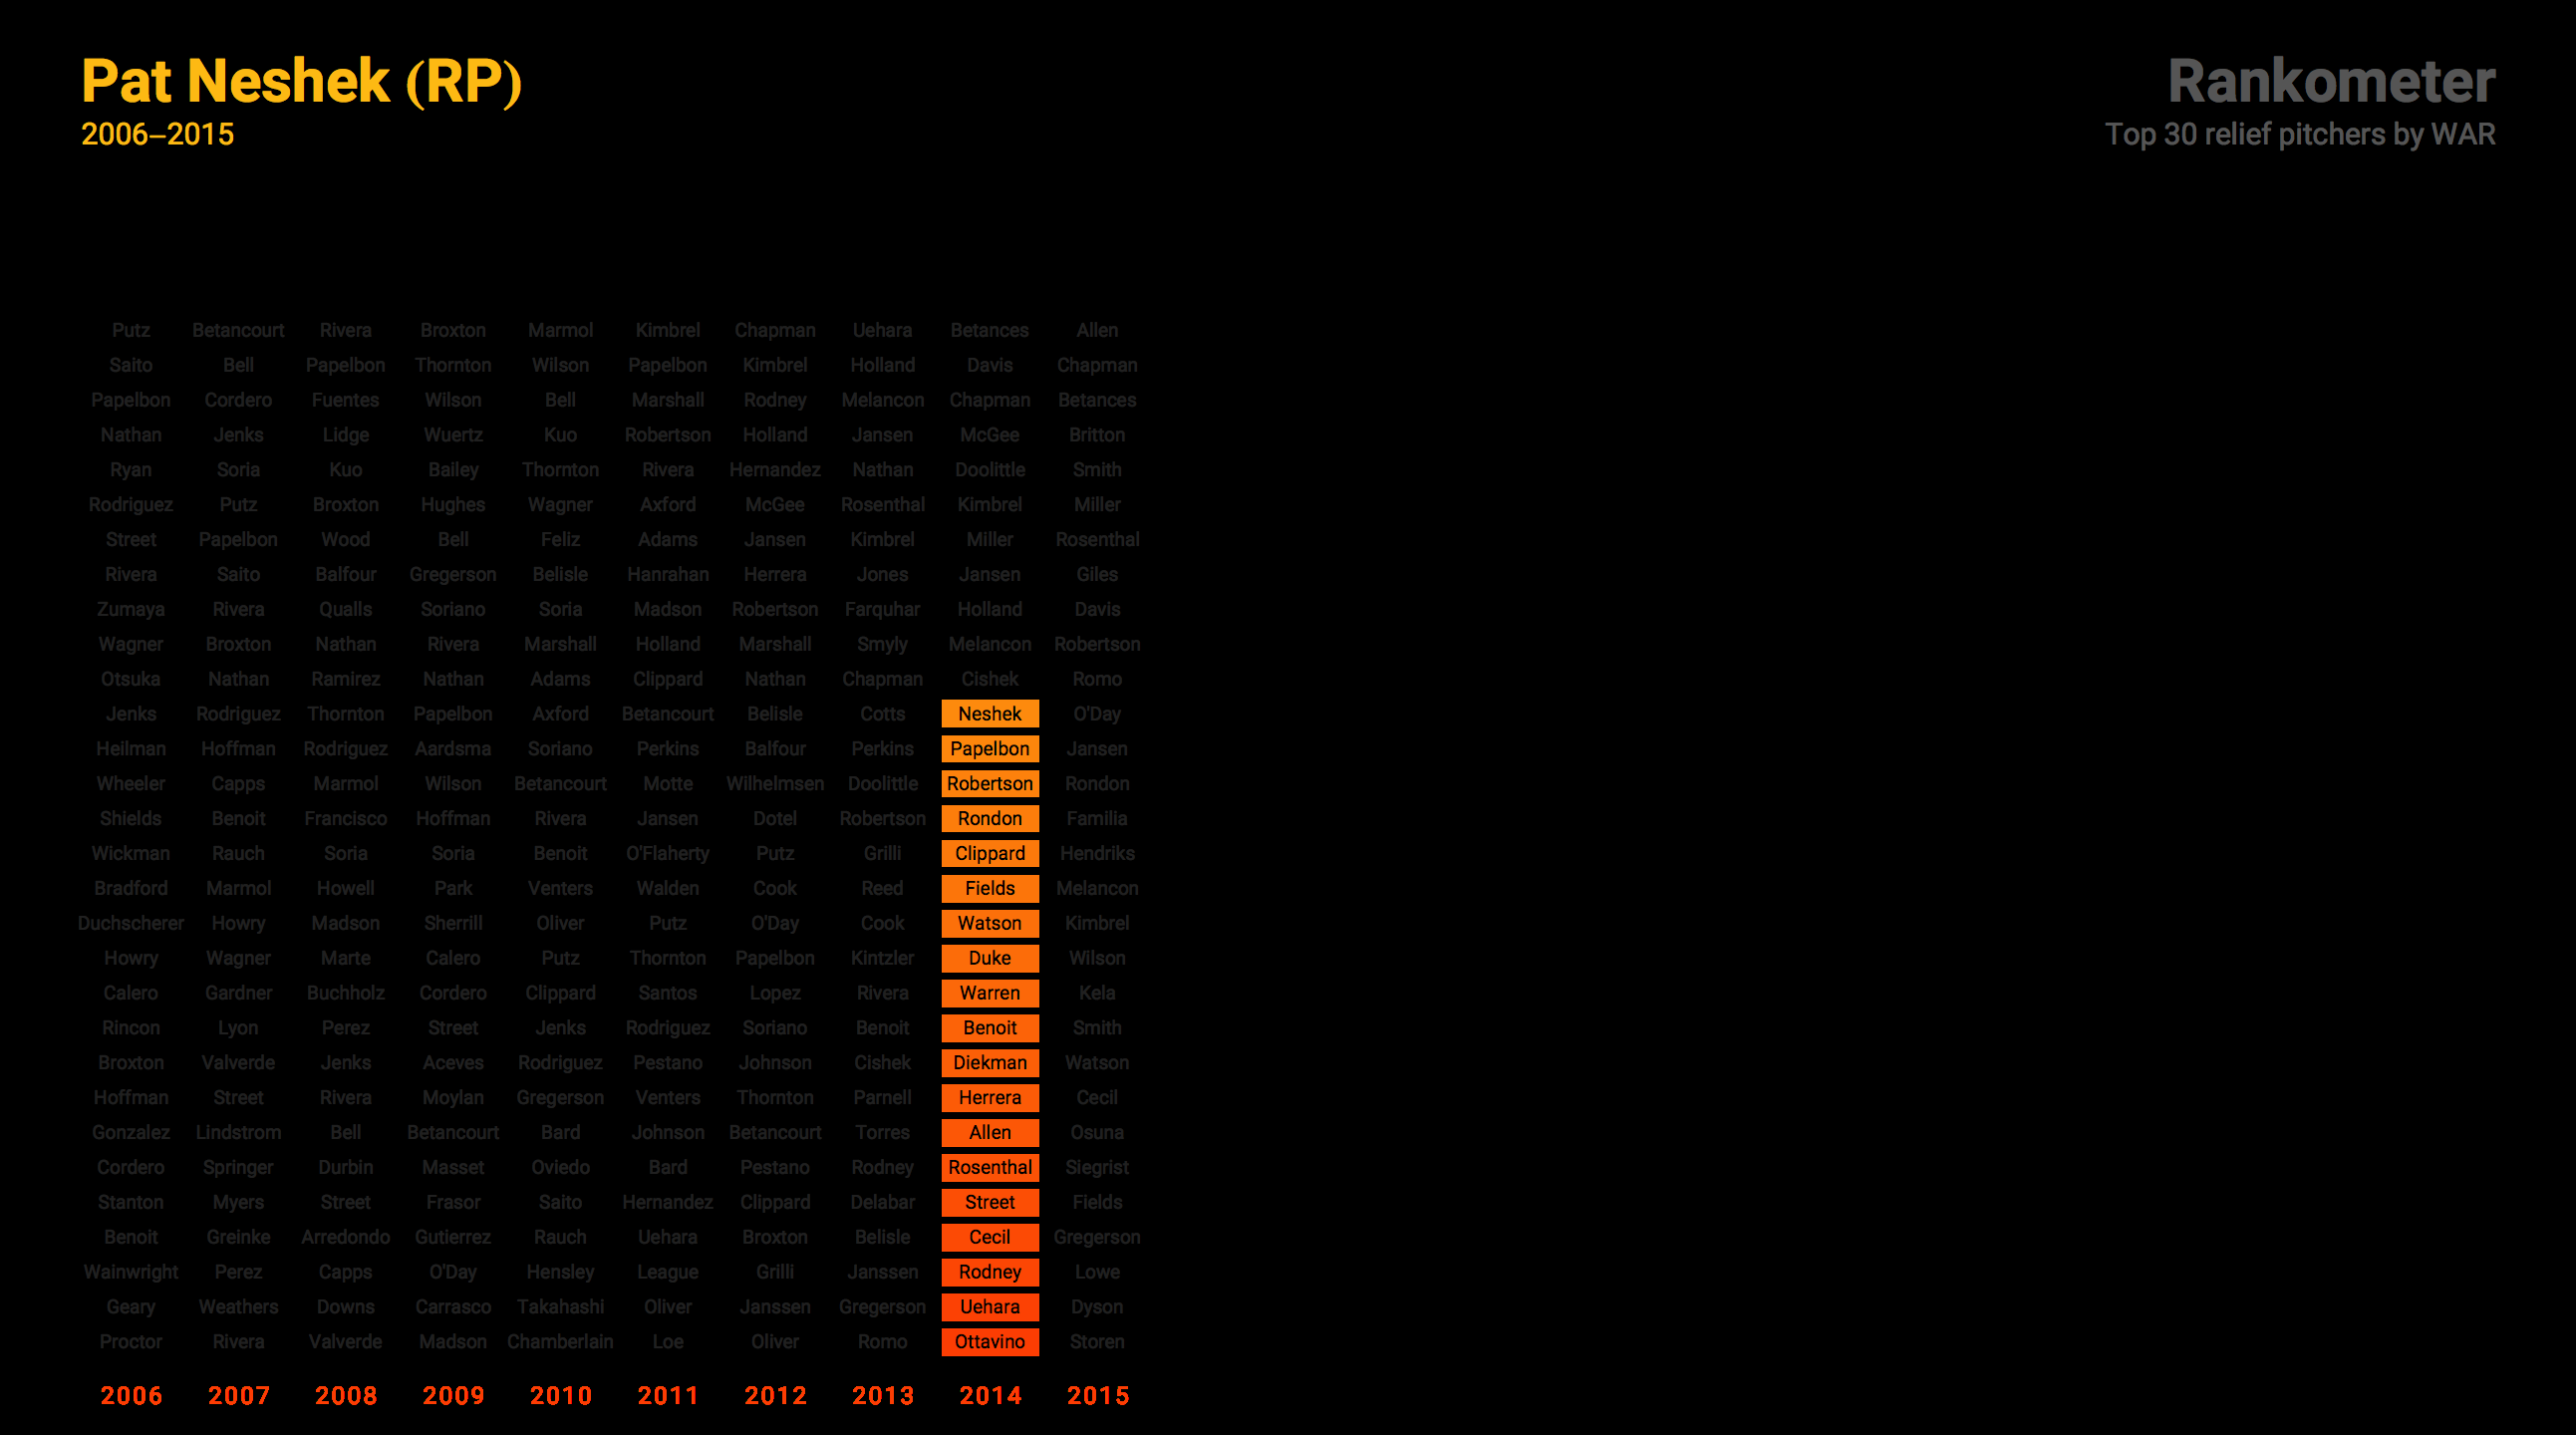 Pat Neshek (RP)
2006–2015
Rankometer
Top 30 relief pitchers by WAR
Putz Betancourt Rivera Broxton Marmol Kimbrel Chapman Uehara Betances Allen
Saito Bell Papelbon Thornton Wilson Papelbon Kimbrel Holland Davis Chapman
Papelbon Cordero Fuentes Wilson Bell Marshall Rodney Melancon Chapman Betances
Nathan Jenks Lidge Wuertz Kuo Robertson Holland Jansen McGee Britton
Ryan Soria Kuo Bailey Thornton Rivera Hernandez Nathan Doolittle Smith
Rodriguez Putz Broxton Hughes Wagner Axford McGee Rosenthal Kimbrel Miller
Street Papelbon Wood Bell Feliz Adams Jansen Kimbrel Miller Rosenthal
Rivera Saito Balfour Gregerson Belisle Hanrahan Herrera Jones Jansen Giles
Zumaya Rivera Qualls Soriano Soria Madson Robertson Farquhar Holland Davis
Wagner Broxton Nathan Rivera Marshall Holland Marshall Smyly Melancon Robertson
Otsuka Nathan Ramirez Nathan Adams Clippard Nathan Chapman Cishek Romo
Jenks Rodriguez Thornton Papelbon Axford Betancourt Belisle Cotts Neshek O'Day
Heilman Hoffman Rodriguez Aardsma Soriano Perkins Balfour Perkins Papelbon Jansen
Wheeler Capps Marmol Wilson Betancourt Motte Wilhelmsen Doolittle Robertson Rondon
Shields Benoit Francisco Hoffman Rivera Jansen Dotel Robertson Rondon Familia
Wickman Rauch Soria Soria Benoit O'Flaherty Putz Grilli Clippard Hendriks
Bradford Marmol Howell Park Venters Walden Cook Reed Fields Melancon
Duchscherer Howry Madson Sherrill Oliver Putz O'Day Cook Watson Kimbrel
Howry Wagner Marte Calero Putz Thornton Papelbon Kintzler Duke Wilson
Calero Gardner Buchholz Cordero Clippard Santos Lopez Rivera Warren Kela
Rincon Lyon Perez Street Jenks Rodriguez Soriano Benoit Benoit Smith
Broxton Valverde Jenks Aceves Rodriguez Pestano Johnson Cishek Diekman Watson
Hoffman Street Rivera Moylan Gregerson Venters Thornton Parnell Herrera Cecil
Gonzalez Lindstrom Bell Betancourt Bard Johnson Betancourt Torres Allen Osuna
Cordero Springer Durbin Masset Oviedo Bard Pestano Rodney Rosenthal Siegrist
Stanton Myers Street Frasor Saito Hernandez Clippard Delabar Street Fields
Benoit Greinke Arredondo Gutierrez Rauch Uehara Broxton Belisle Cecil Gregerson
Wainwright Perez Capps O'Day Hensley League Grilli Janssen Rodney Lowe
Geary Weathers Downs Carrasco Takahashi Oliver Janssen Gregerson Uehara Dyson
Proctor Rivera Valverde Madson Chamberlain Loe Oliver Romo Ottavino Storen
2006 2007 2008 2009 2010 2011 2012 2013 2014 2015